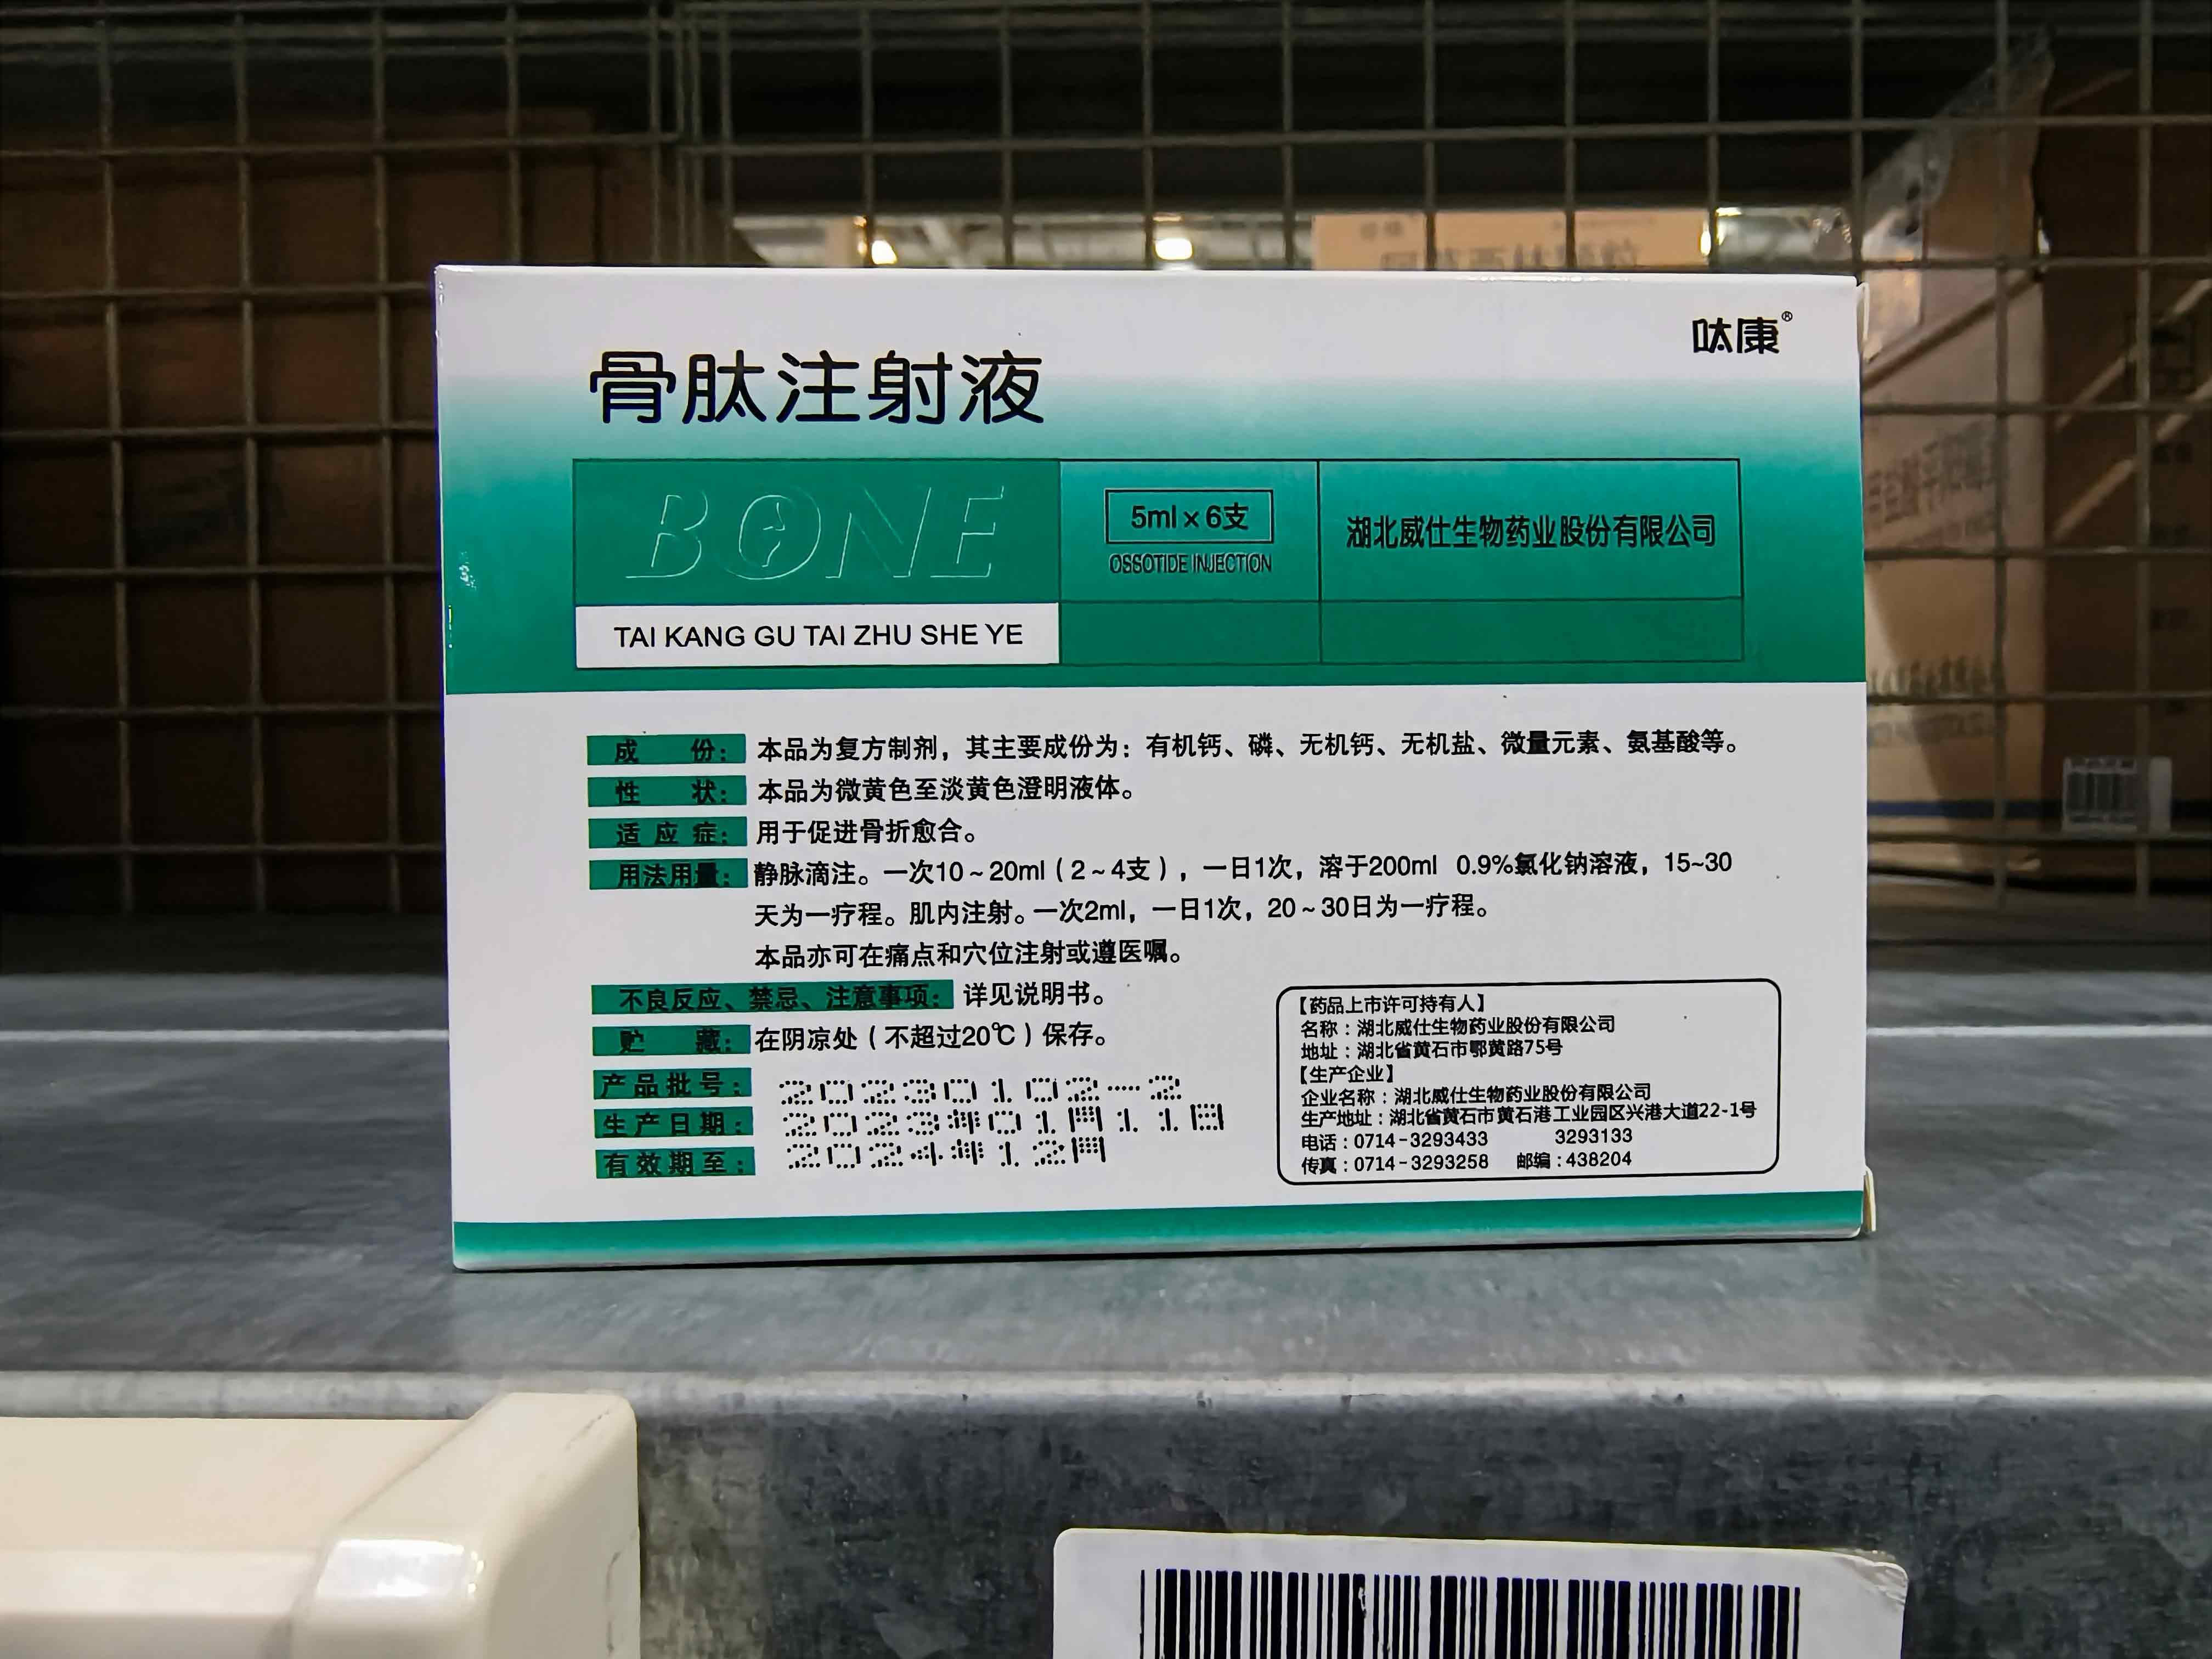 呔康®
骨肽注射液
BONE
5ml×6支
OSSOTIDE INJECTION
湖北威仕生物药业股份有限公司
TAI KANG GU TAI ZHU SHE YE
成 份： 本品为复方制剂，其主要成份为：有机钙、磷、无机钙、无机盐、微量元素、氨基酸等。
性 状： 本品为微黄色至淡黄色澄明液体。
适 应 症： 用于促进骨折愈合。
用法用量： 静脉滴注。一次10～20ml（2～4支），一日1次，溶于200ml 0.9%氯化钠溶液，15~30
天为一疗程。肌内注射。一次2ml，一日1次，20～30日为一疗程。
本品亦可在痛点和穴位注射或遵医嘱。
不良反应、禁忌、注意事项： 详见说明书。
贮 藏： 在阴凉处（不超过20℃）保存。
产品批号： 20230102-2
生产日期： 2023年01月11日
有效期至： 2024年12月
【药品上市许可持有人】
名称：湖北威仕生物药业股份有限公司
地址：湖北省黄石市鄂黄路75号
【生产企业】
企业名称：湖北威仕生物药业股份有限公司
生产地址：湖北省黄石市黄石港工业园区兴港大道22-1号
电话：0714-3293433 3293133
传真：0714-3293258 邮编：438204